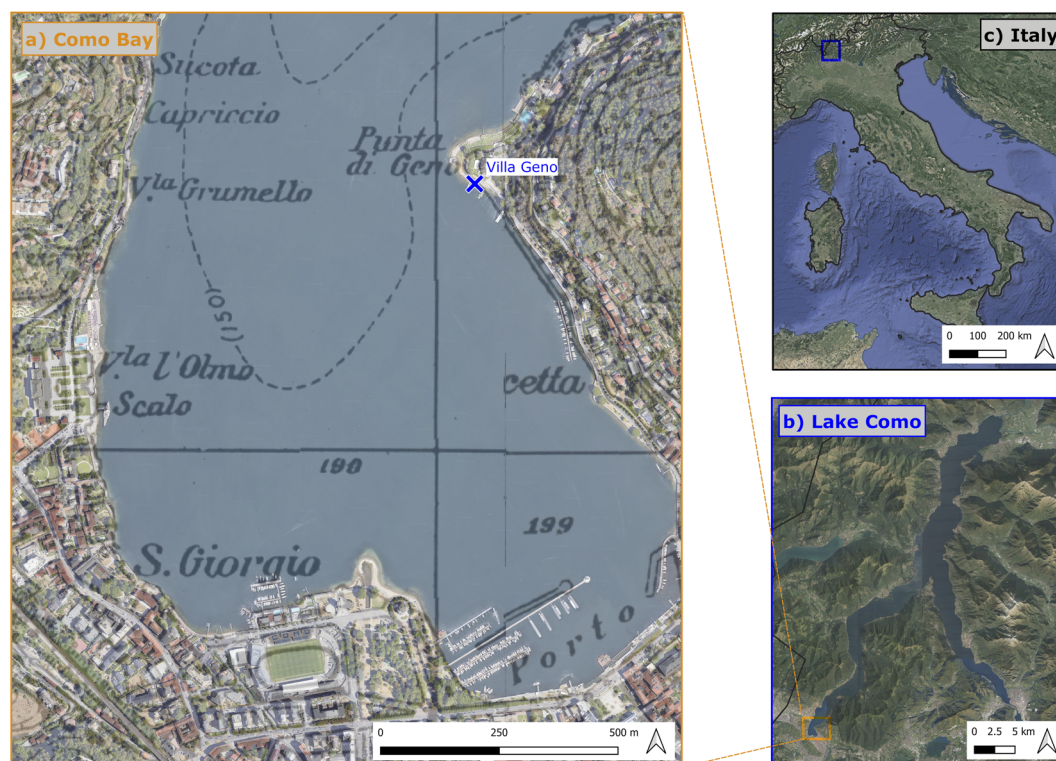 a) Como Bay
Sucota
Capriccio
Punta
di Geno
Villa Geno
V.la Grumello
(150)
V.la l'Olmo
Scalo
cetta
190
199
S. Giorgio
Porto
0 250 500 m
c) Italy
0 100 200 km
b) Lake Como
0 2.5 5 km